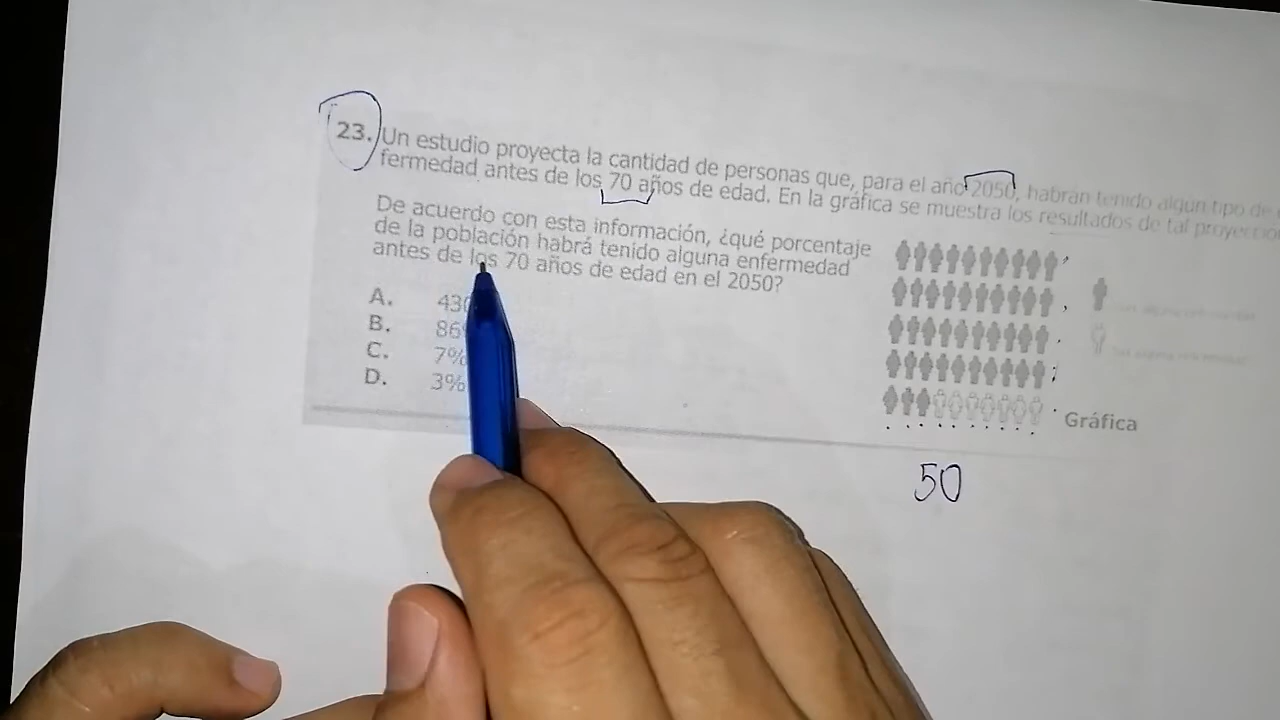 23. Un estudio proyecta la cantidad de personas que, para el año 2050, habrán tenido algún tipo de
fermedad antes de los 70 años de edad. En la gráfica se muestra los resultados de tal proyección
De acuerdo con esta información, ¿qué porcentaje
de la población habrá tenido alguna enfermedad
antes de los 70 años de edad en el 2050?
A. 43
B. 86
C. 7%
D. 3%
Gráfica
50